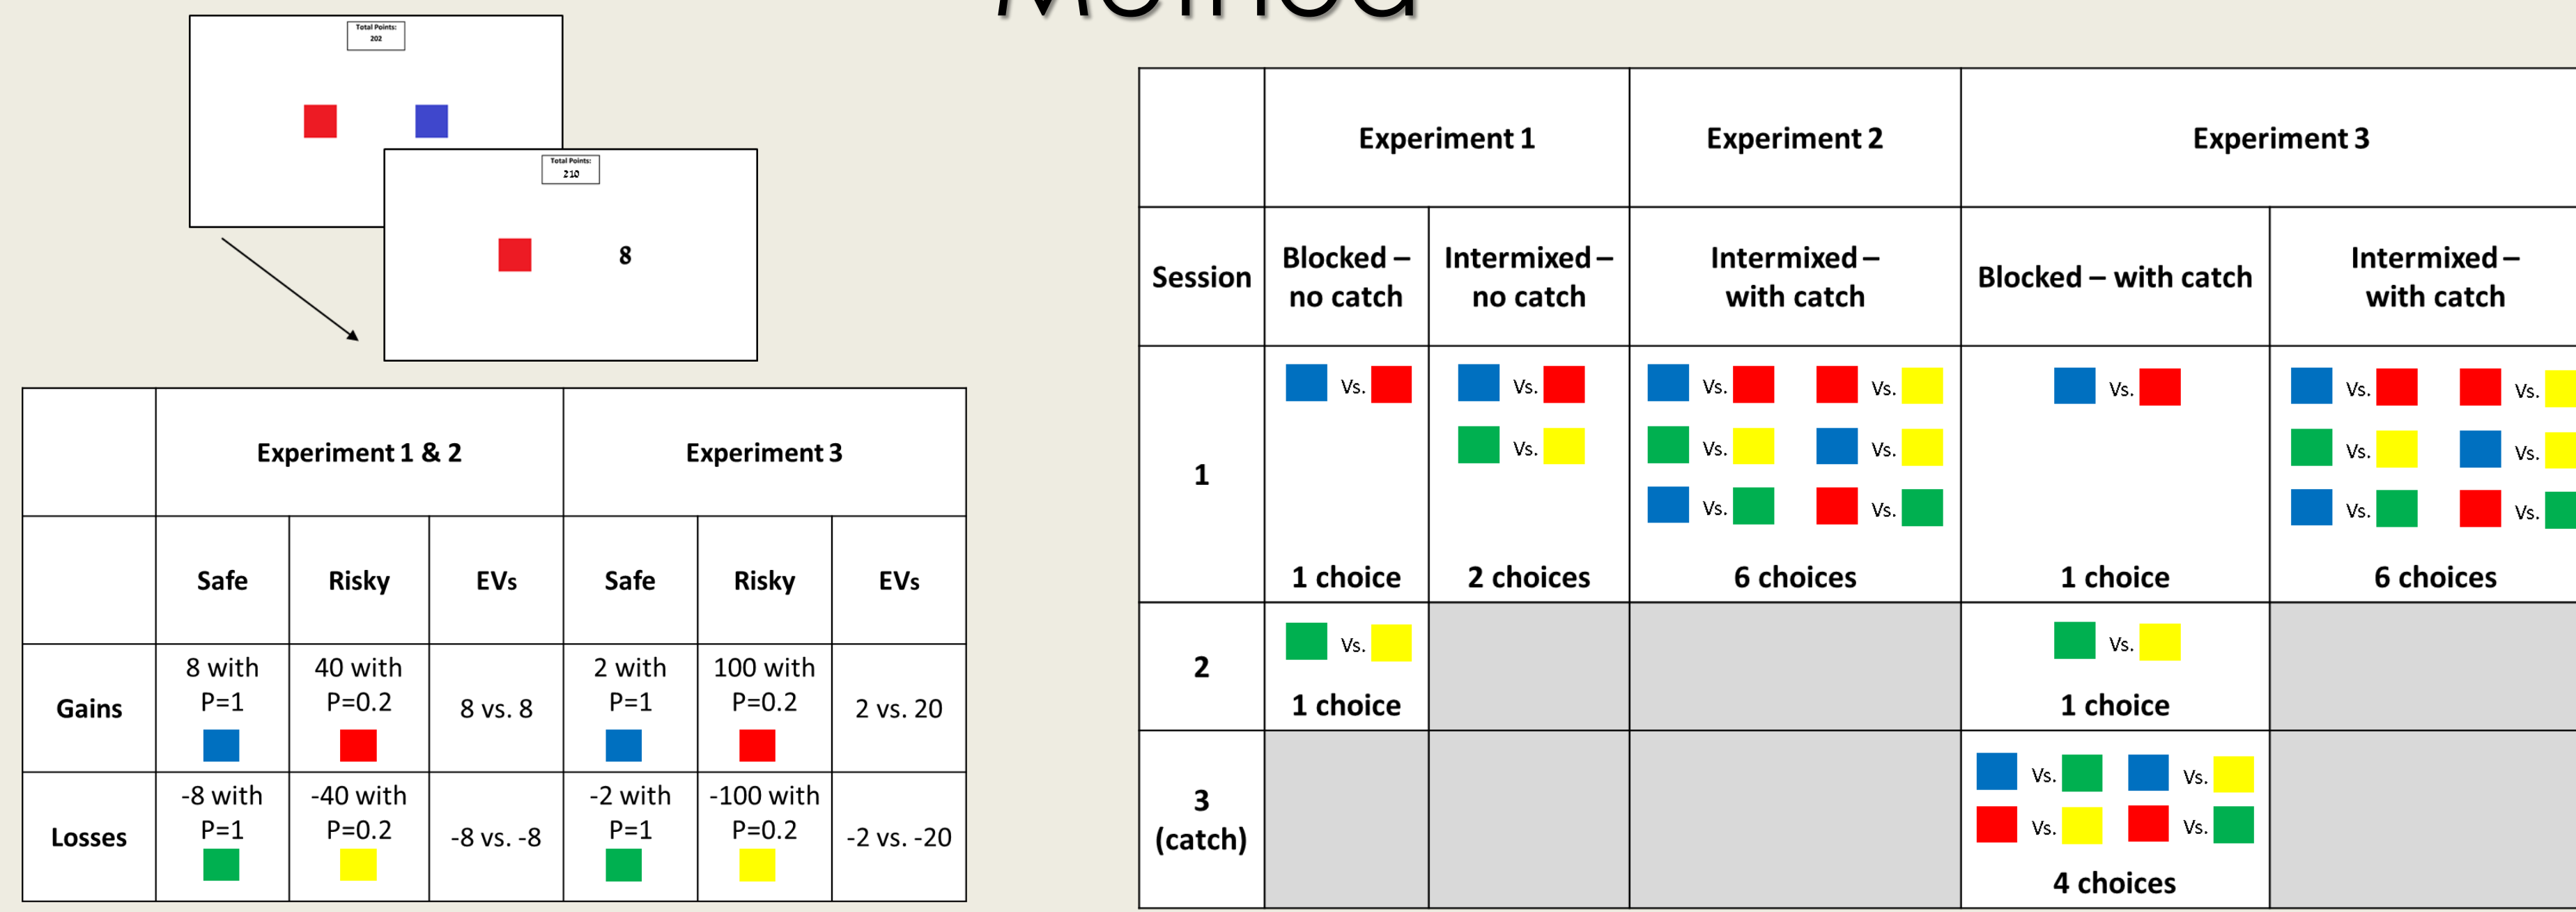 Method
Total Points:
202
Total Points:
210
8
Experiment 1 & 2
Experiment 3
Safe
Risky
EVs
Safe
Risky
EVs
Gains
8 with
P=1
40 with
P=0.2
8 vs. 8
2 with
P=1
100 with
P=0.2
2 vs. 20
Losses
-8 with
P=1
-40 with
P=0.2
-8 vs. -8
-2 with
P=1
-100 with
P=0.2
-2 vs. -20
Experiment 1
Experiment 2
Experiment 3
Session
Blocked –
no catch
Intermixed –
no catch
Intermixed –
with catch
Blocked – with catch
Intermixed –
with catch
1
Vs.
1 choice
Vs.
Vs.
2 choices
Vs. Vs.
Vs. Vs.
Vs. Vs.
6 choices
Vs.
1 choice
Vs. Vs.
Vs. Vs.
Vs. Vs.
6 choices
2
Vs.
1 choice
Vs.
1 choice
3
(catch)
Vs. Vs.
Vs. Vs.
4 choices